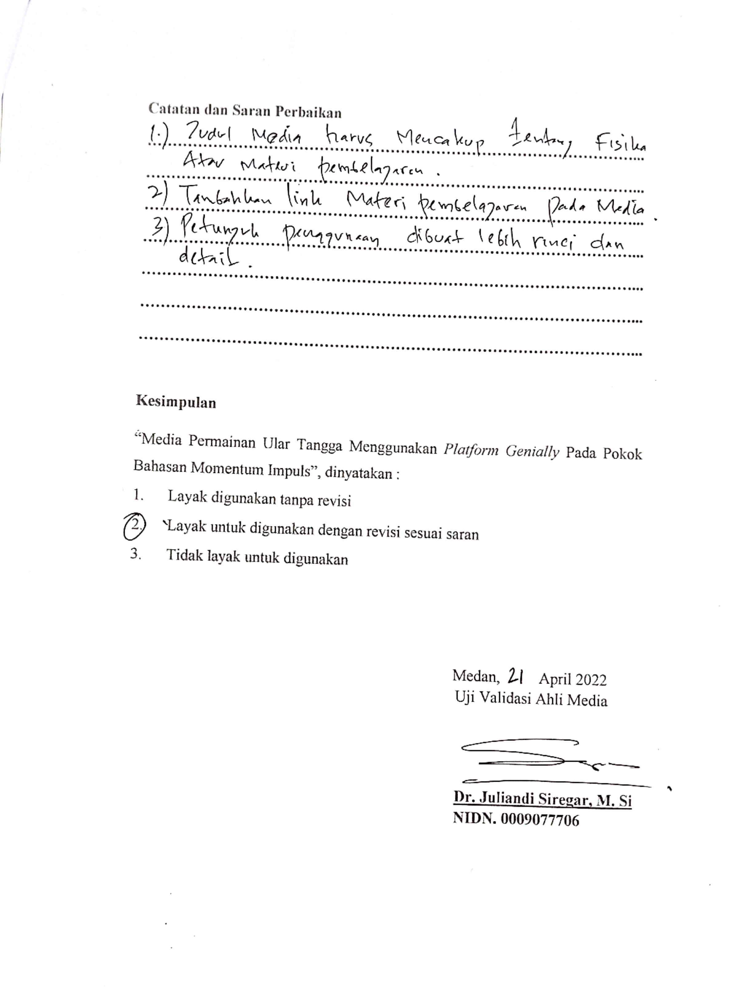 Catatan dan Saran Perbaikan
1.) Judul Media harus Mencakup tentang Fisika
Atau Materi pembelajaran.
2) Tambahkan link Materi pembelajaran pada Media.
3) Petunjuk penggunaan dibuat lebih rinci dan
detail.
Kesimpulan
“Media Permainan Ular Tangga Menggunakan Platform Genially Pada Pokok
Bahasan Momentum Impuls”, dinyatakan :
1. Layak digunakan tanpa revisi
2. Layak untuk digunakan dengan revisi sesuai saran
3. Tidak layak untuk digunakan
Medan, 21 April 2022
Uji Validasi Ahli Media
Dr. Juliandi Siregar, M. Si
NIDN. 0009077706